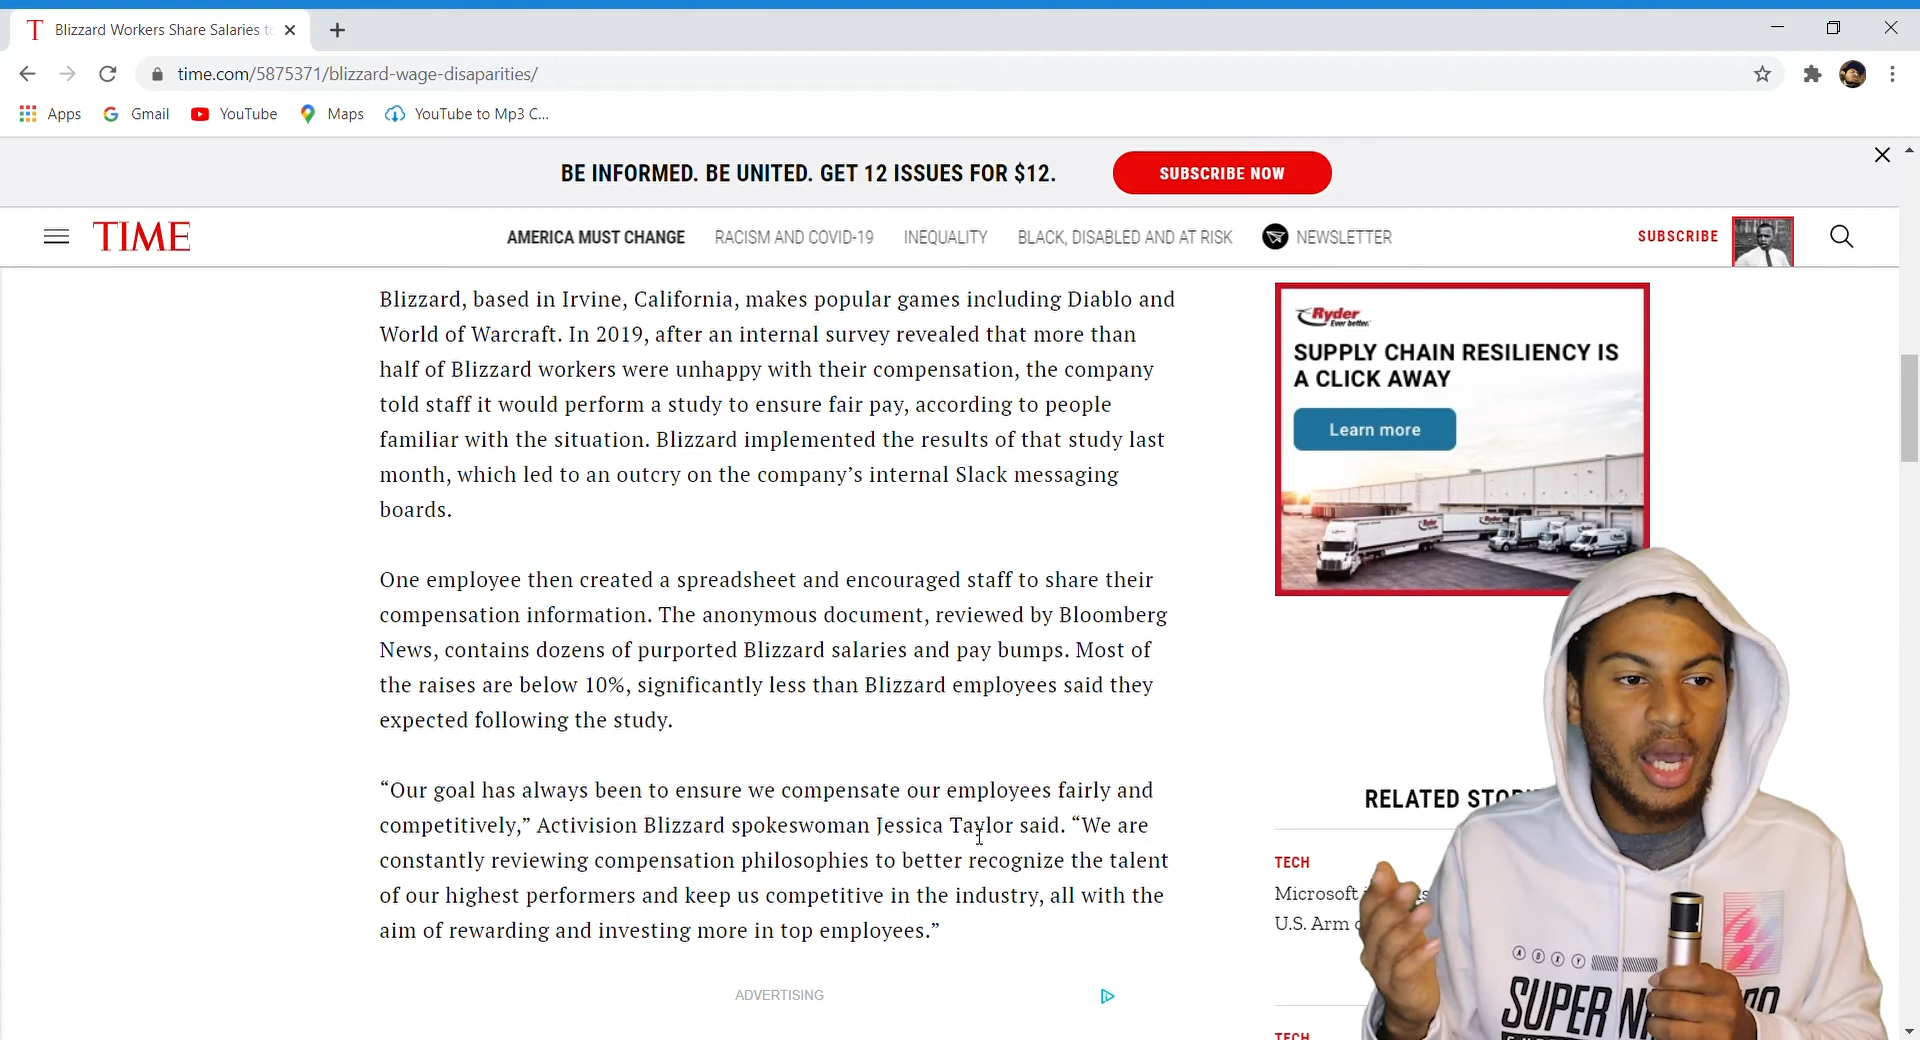 Blizzard Workers Share Salaries to
time.com/5875371/blizzard-wage-disparities/
Apps Gmail YouTube Maps YouTube to Mp3 C...
BE INFORMED. BE UNITED. GET 12 ISSUES FOR $12. SUBSCRIBE NOW
TIME AMERICA MUST CHANGE RACISM AND COVID-19 INEQUALITY BLACK, DISABLED AND AT RISK NEWSLETTER SUBSCRIBE
Blizzard, based in Irvine, California, makes popular games including Diablo and
World of Warcraft. In 2019, after an internal survey revealed that more than
half of Blizzard workers were unhappy with their compensation, the company
told staff it would perform a study to ensure fair pay, according to people
familiar with the situation. Blizzard implemented the results of that study last
month, which led to an outcry on the company’s internal Slack messaging
boards.
One employee then created a spreadsheet and encouraged staff to share their
compensation information. The anonymous document, reviewed by Bloomberg
News, contains dozens of purported Blizzard salaries and pay bumps. Most of
the raises are below 10%, significantly less than Blizzard employees said they
expected following the study.
“Our goal has always been to ensure we compensate our employees fairly and
competitively,” Activision Blizzard spokeswoman Jessica Taylor said. “We are
constantly reviewing compensation philosophies to better recognize the talent
of our highest performers and keep us competitive in the industry, all with the
aim of rewarding and investing more in top employees.”
ADVERTISING
Ryder
Ever better.
SUPPLY CHAIN RESILIENCY IS
A CLICK AWAY
Learn more
RELATED
TECH
Microsoft
U.S. Arm
TECH
A B X Y
SUPER